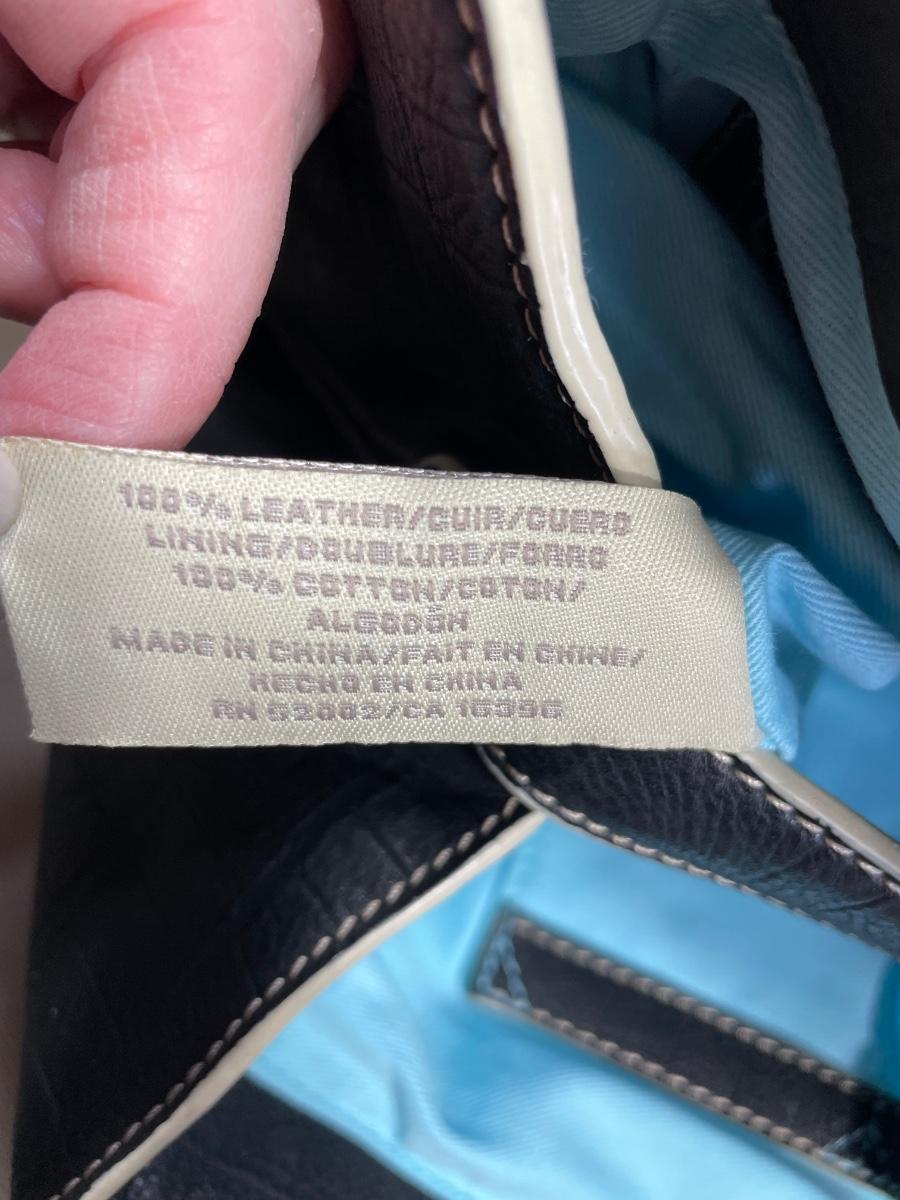 100% LEATHER/CUIR/CUERO
LINING/DOUBLURE/FORRO
100% COTTON/COTON/
ALGODÓN
MADE IN CHINA/FAIT EN CHINE/
HECHO EN CHINA
RN 52002/CA 16396